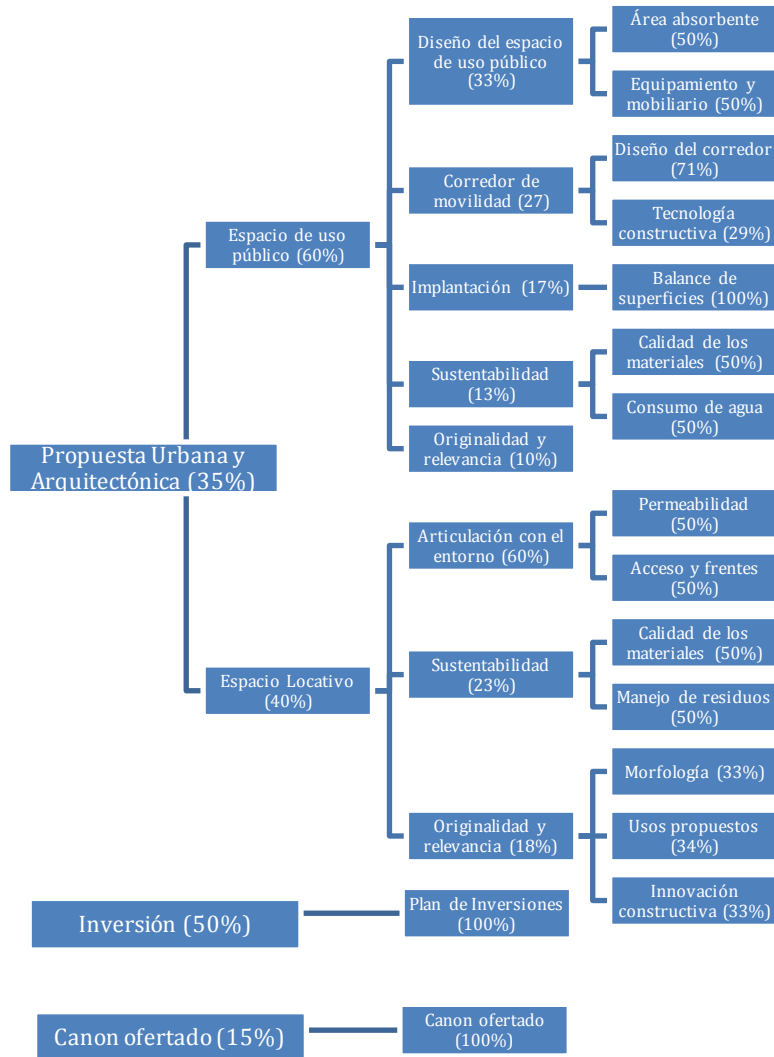 Área absorbente
(50%)
Diseño del espacio
de uso público
(33%)
Equipamiento y
mobiliario (50%)
Diseño del corredor
(71%)
Corredor de
movilidad (27)
Tecnología
constructiva (29%)
Espacio de uso
público (60%)
Implantación (17%)
Balance de
superficies (100%)
Calidad de los
materiales (50%)
Sustentabilidad
(13%)
Consumo de agua
(50%)
Originalidad y
relevancia (10%)
Propuesta Urbana y
Arquitectónica (35%)
Permeabilidad
(50%)
Articulación con el
entorno (60%)
Acceso y frentes
(50%)
Calidad de los
materiales (50%)
Espacio Locativo
(40%)
Sustentabilidad
(23%)
Manejo de residuos
(50%)
Morfología (33%)
Originalidad y
relevancia (18%)
Usos propuestos
(34%)
Innovación
constructiva (33%)
Inversión (50%)
Plan de Inversiones
(100%)
Canon ofertado (15%)
Canon ofertado
(100%)